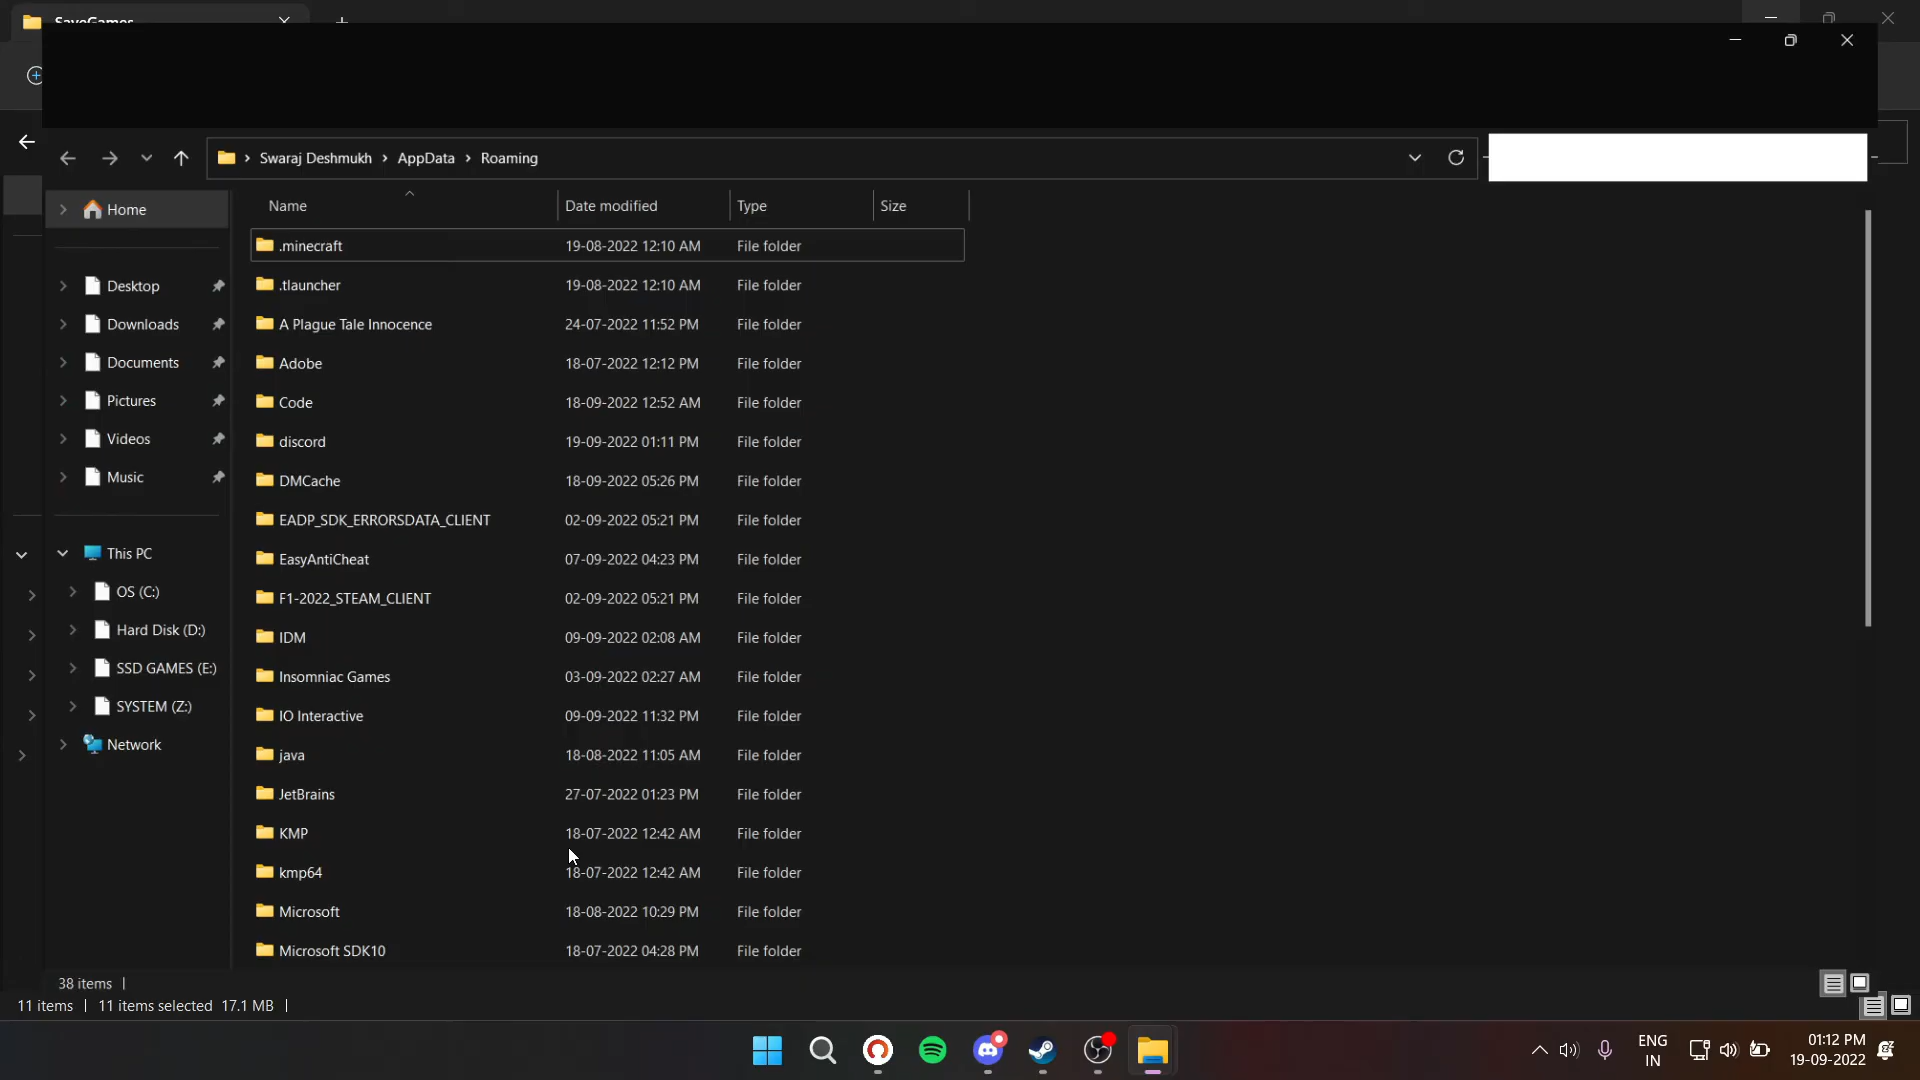 SaveGames
Swaraj Deshmukh > AppData > Roaming
Home
Name Date modified Type Size
.minecraft 19-08-2022 12:10 AM File folder
Desktop
.tlauncher 19-08-2022 12:10 AM File folder
Downloads
A Plague Tale Innocence 24-07-2022 11:52 PM File folder
Documents
Adobe 18-07-2022 12:12 PM File folder
Pictures
Code 18-09-2022 12:52 AM File folder
Videos
discord 19-09-2022 01:11 PM File folder
Music
DMCache 18-09-2022 05:26 PM File folder
EADP_SDK_ERRORSDATA_CLIENT 02-09-2022 05:21 PM File folder
This PC
EasyAntiCheat 07-09-2022 04:23 PM File folder
OS (C:)
F1-2022_STEAM_CLIENT 02-09-2022 05:21 PM File folder
Hard Disk (D:)
IDM 09-09-2022 02:08 AM File folder
SSD GAMES (E:)
Insomniac Games 03-09-2022 02:27 AM File folder
SYSTEM (Z:)
IO Interactive 09-09-2022 11:32 PM File folder
Network
java 18-08-2022 11:05 AM File folder
JetBrains 27-07-2022 01:23 PM File folder
KMP 18-07-2022 12:42 AM File folder
kmp64 18-07-2022 12:42 AM File folder
Microsoft 18-08-2022 10:29 PM File folder
Microsoft SDK10 18-07-2022 04:28 PM File folder
38 items
11 items 11 items selected 17.1 MB
ENG
IN
01:12 PM
19-09-2022